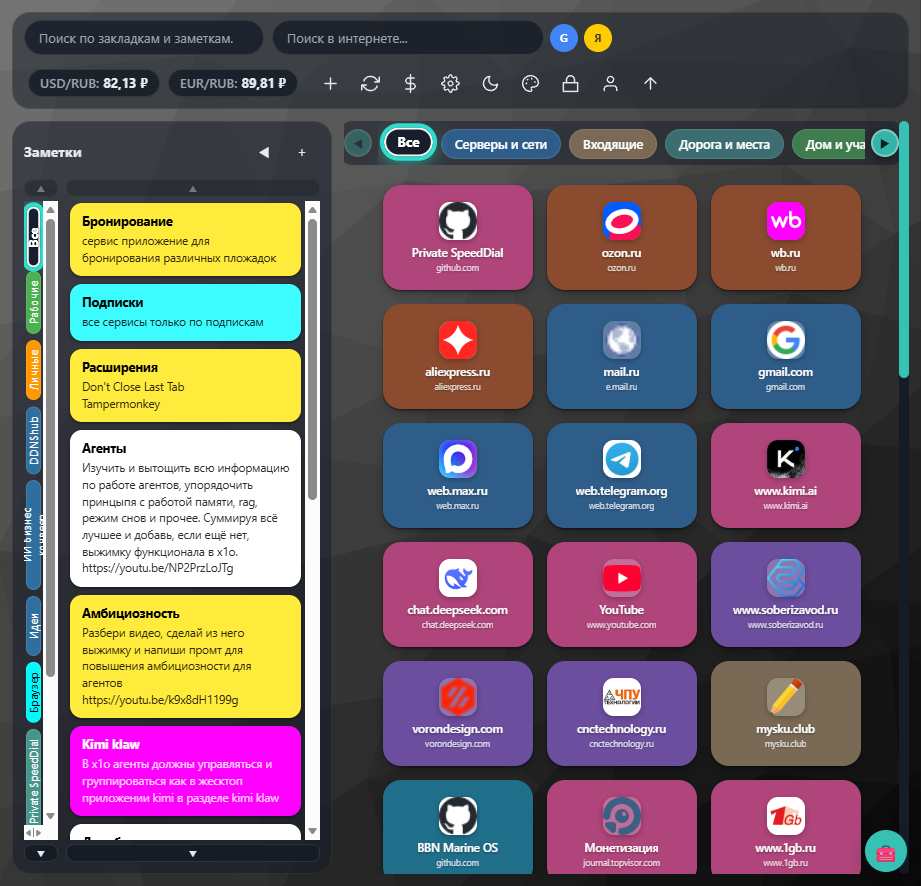 Поиск по закладкам и заметкам.
Поиск в интернете...
G
Я
USD/RUB: 82,13 ₽
EUR/RUB: 89,81 ₽
Заметки
Все
Рабочие
Личные
DDNShub
ИИ бизнес
Идеи
Браузер
Private SpeedDial
Бронирование
сервис приложение для
бронирования различных пложадок
Подписки
все сервисы только по подпискам
Расширения
Don't Close Last Tab
Tampermonkey
Агенты
Изучить и вытощить всю информацию
по работе агентов, упорядочить
принцыпя с работой памяти, rag,
режим снов и прочее. Суммируя всё
лучшее и добавь, если ещё нет,
выжимку функционала в x1o.
https://youtu.be/NP2PrzLoJTg
Амбициозность
Разбери видео, сделай из него
выжимку и напиши промт для
повышения амбициозности для
агентов
https://youtu.be/k9x8dH1199g
Kimi klaw
В x1o агенты должны управляться и
группироваться как в жесктоп
приложении kimi в разделе kimi klaw
Все
Серверы и сети
Входящие
Дорога и места
Дом и уча
Private SpeedDial
github.com
ozon.ru
ozon.ru
wb
wb.ru
wb.ru
aliexpress.ru
aliexpress.ru
mail.ru
e.mail.ru
gmail.com
gmail.com
web.max.ru
web.max.ru
web.telegram.org
web.telegram.org
www.kimi.ai
www.kimi.ai
chat.deepseek.com
chat.deepseek.com
YouTube
www.youtube.com
www.soberizavod.ru
www.soberizavod.ru
vorondesign.com
vorondesign.com
ЧПУ
ТЕХНОЛОГИИ
cnctechnology.ru
cnctechnology.ru
mysku.club
mysku.club
BBN Marine OS
github.com
Монетизация
journal.topvisor.com
1Gb
www.1gb.ru
www.1gb.ru